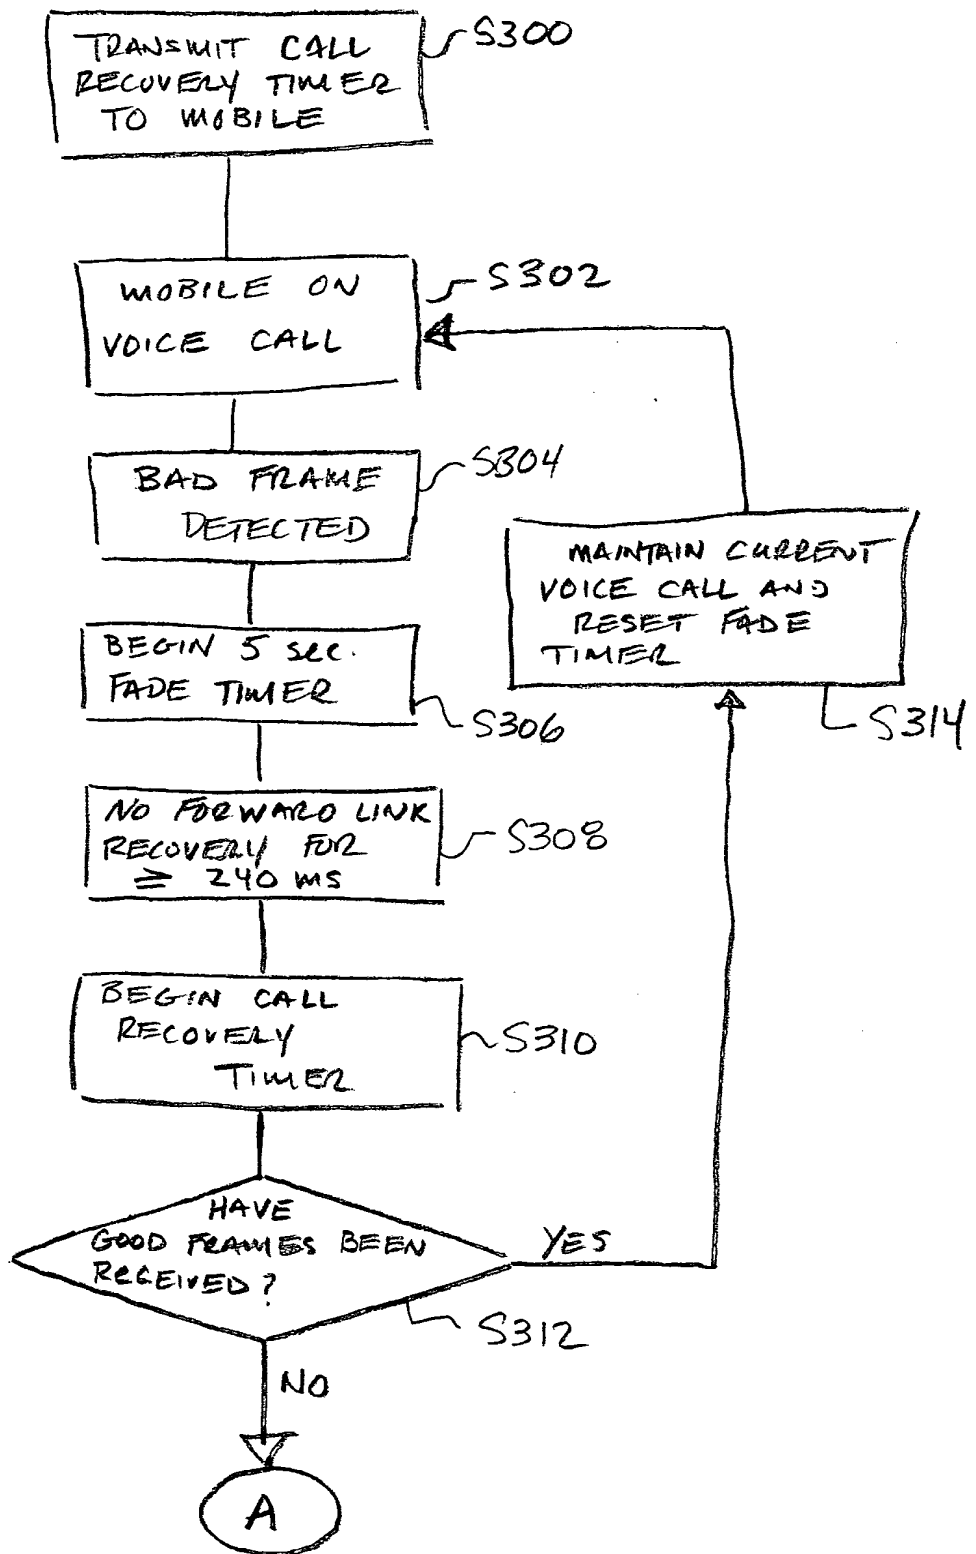 TRANSMIT CALL
RECOVERY TIMER
TO MOBILE
S300
MOBILE ON
VOICE CALL
S302
BAD FRAME
DETECTED
S304
BEGIN 5 sec.
FADE TIMER
S306
NO FORWARD LINK
RECOVERY FOR
≥ 240 ms
S308
BEGIN CALL
RECOVERY
TIMER
S310
HAVE
GOOD FRAMES BEEN
RECEIVED?
S312
YES
MAINTAIN CURRENT
VOICE CALL AND
RESET FADE
TIMER
S314
NO
A